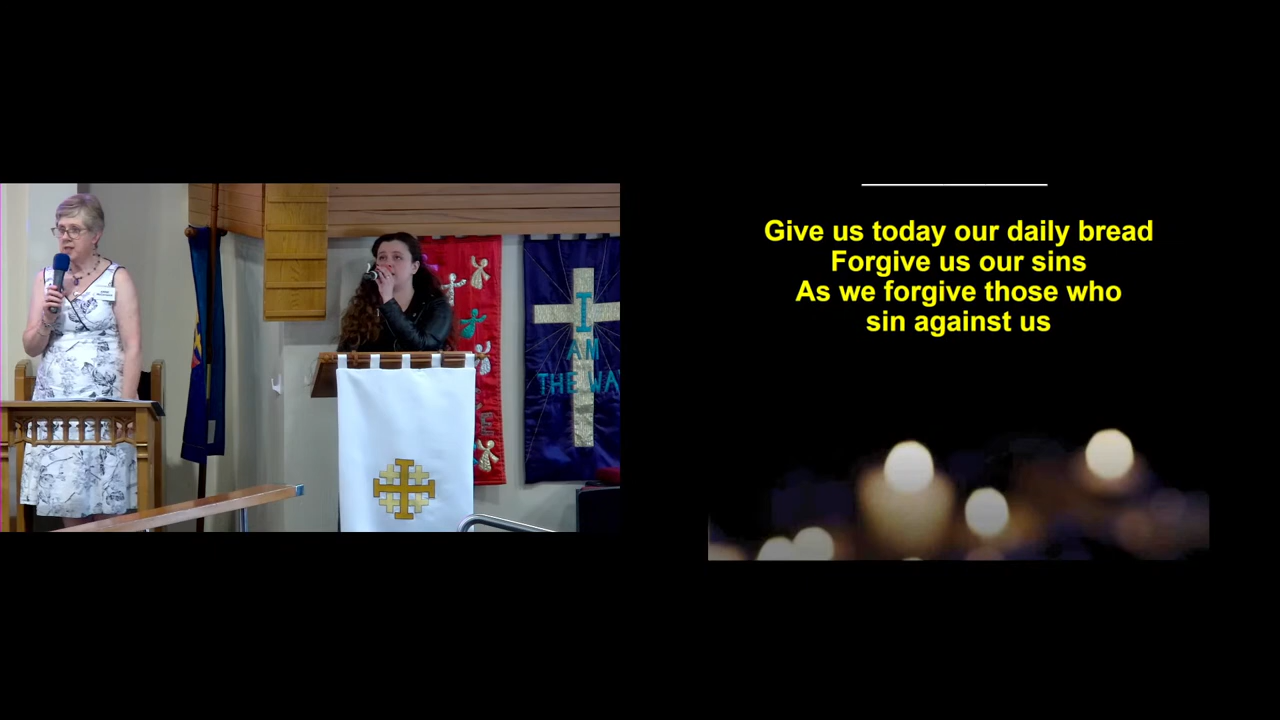 I
AM
THE WA
Give us today our daily bread
Forgive us our sins
As we forgive those who
sin against us